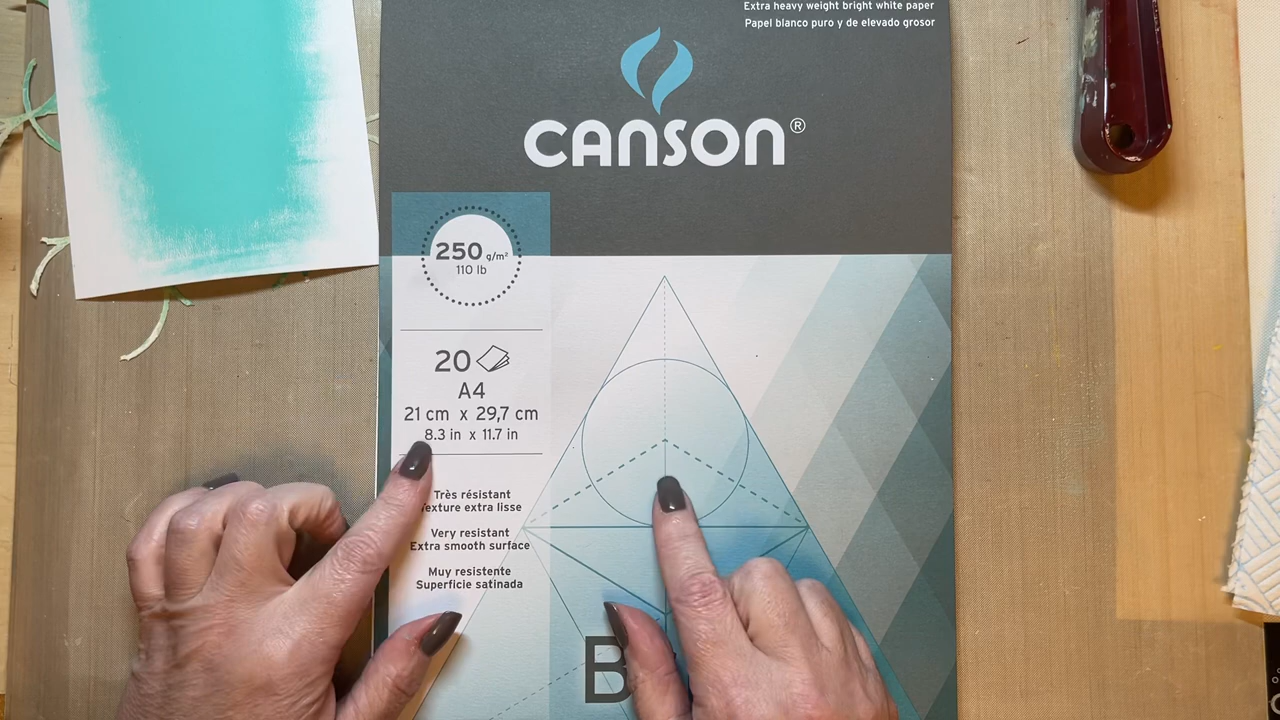 Extra heavy weight bright white paper
Papel blanco puro y de elevado grosor
CANSON®
250 g/m²
110 lb
20
A4
21 cm x 29,7 cm
8.3 in x 11.7 in
Très résistant
Texture extra lisse
Very resistant
Extra smooth surface
Muy resistente
Superficie satinada
B